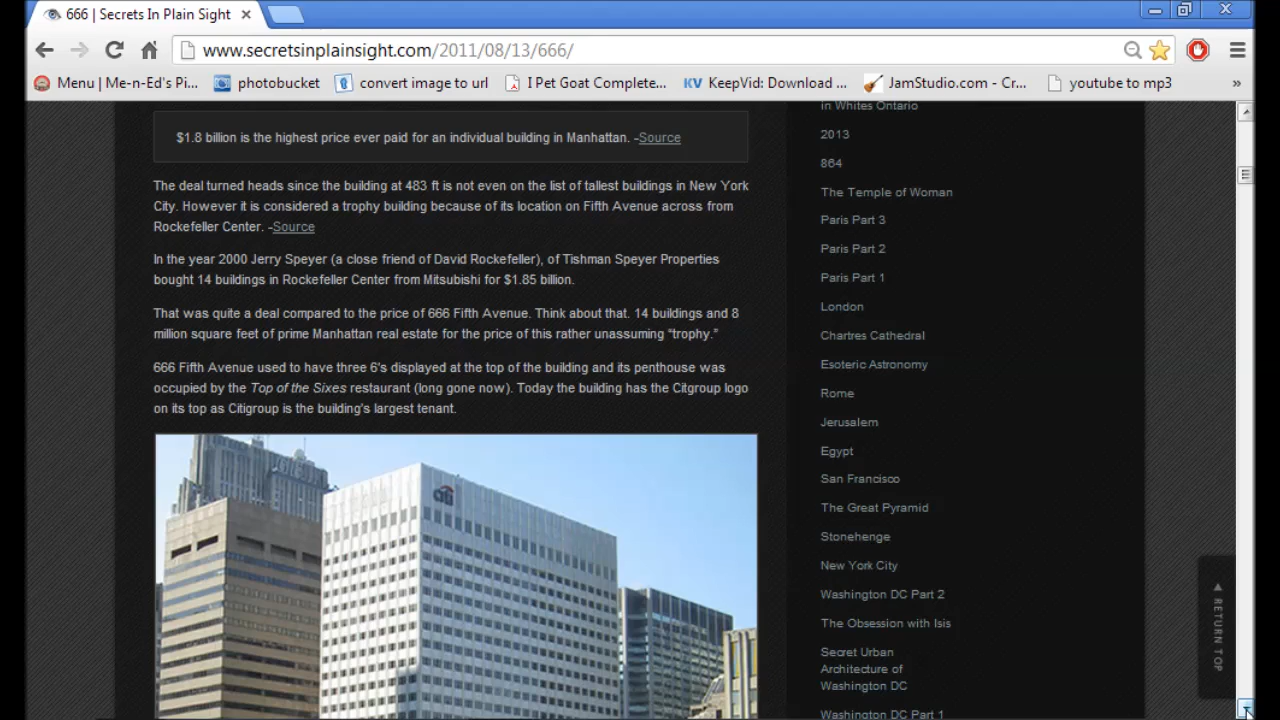 666 | Secrets In Plain Sight
www.secretsinplainsight.com/2011/08/13/666/
Menu | Me-n-Ed's Pi... photobucket convert image to url I Pet Goat Complete... KV KeepVid: Download ... JamStudio.com - Cr... youtube to mp3 »
$1.8 billion is the highest price ever paid for an individual building in Manhattan. -Source
The deal turned heads since the building at 483 ft is not even on the list of tallest buildings in New York
City. However it is considered a trophy building because of its location on Fifth Avenue across from
Rockefeller Center. -Source
In the year 2000 Jerry Speyer (a close friend of David Rockefeller), of Tishman Speyer Properties
bought 14 buildings in Rockefeller Center from Mitsubishi for $1.85 billion.
That was quite a deal compared to the price of 666 Fifth Avenue. Think about that. 14 buildings and 8
million square feet of prime Manhattan real estate for the price of this rather unassuming “trophy.”
666 Fifth Avenue used to have three 6's displayed at the top of the building and its penthouse was
occupied by the Top of the Sixes restaurant (long gone now). Today the building has the Citgroup logo
on its top as Citigroup is the building's largest tenant.
citi
in Whites Ontario
2013
864
The Temple of Woman
Paris Part 3
Paris Part 2
Paris Part 1
London
Chartres Cathedral
Esoteric Astronomy
Rome
Jerusalem
Egypt
San Francisco
The Great Pyramid
Stonehenge
New York City
Washington DC Part 2
The Obsession with Isis
Secret Urban
Architecture of
Washington DC
Washington DC Part 1
RETURN TOP